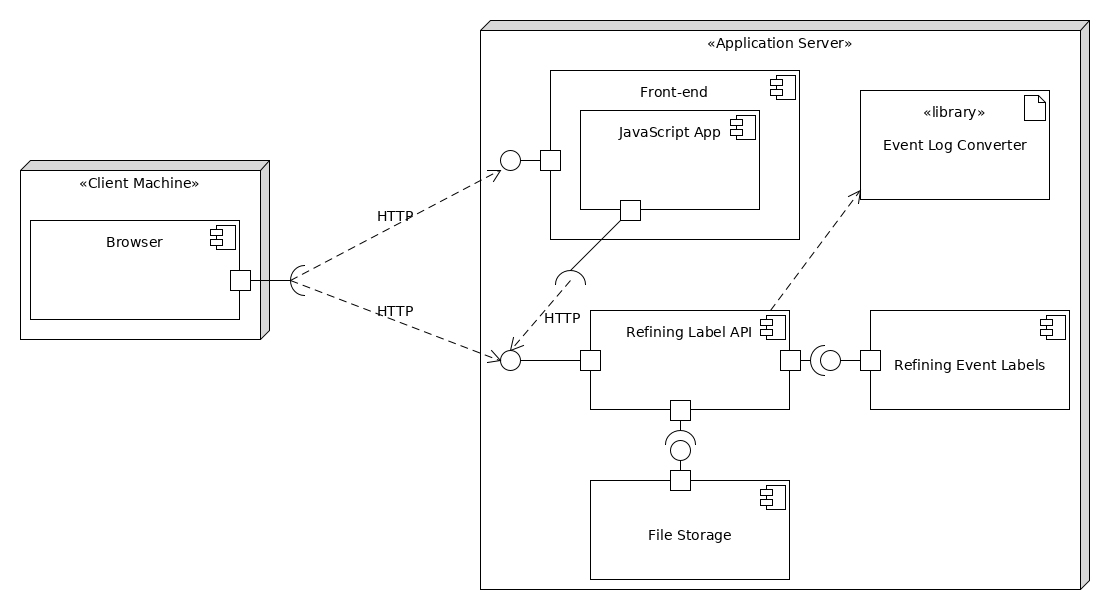 «Application Server»
Front-end
JavaScript App
«library»
Event Log Converter
«Client Machine»
Browser
HTTP
HTTP
HTTP
Refining Label API
Refining Event Labels
File Storage